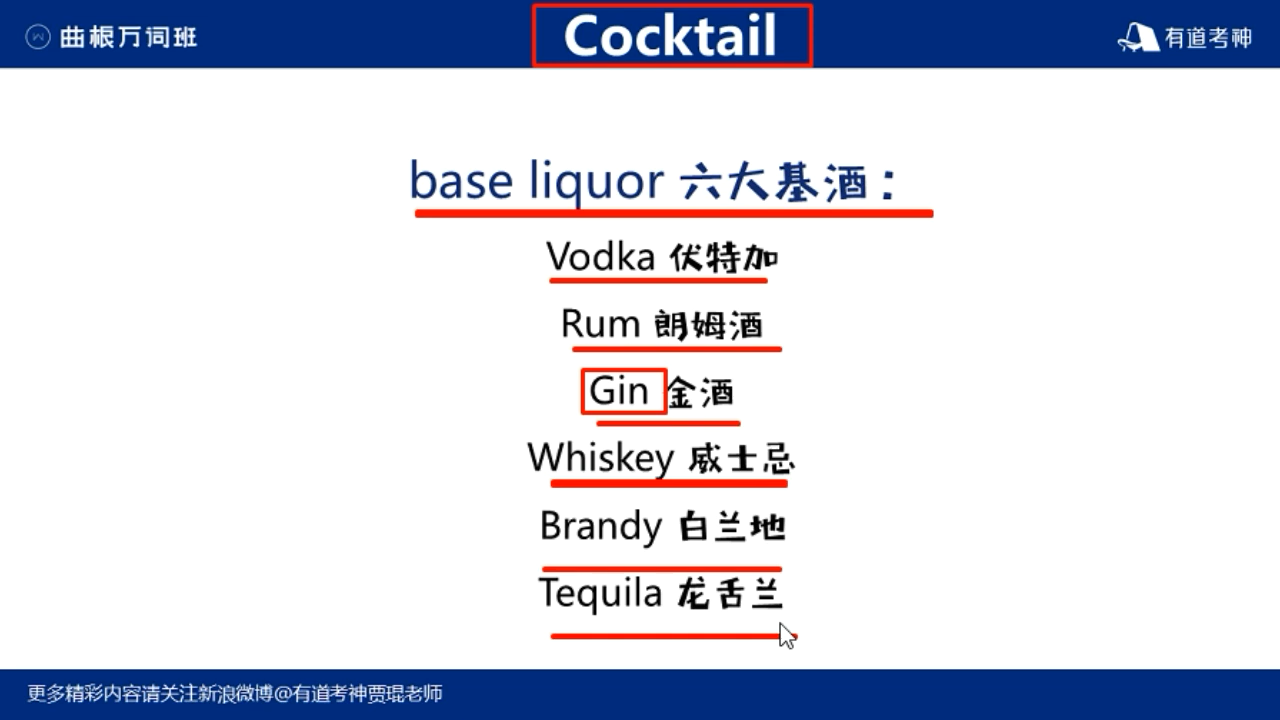 曲根万词班
Cocktail
有道考神
base liquor 六大基酒：
Vodka 伏特加
Rum 朗姆酒
Gin 金酒
Whiskey 威士忌
Brandy 白兰地
Tequila 龙舌兰
更多精彩内容请关注新浪微博@有道考神贾琨老师